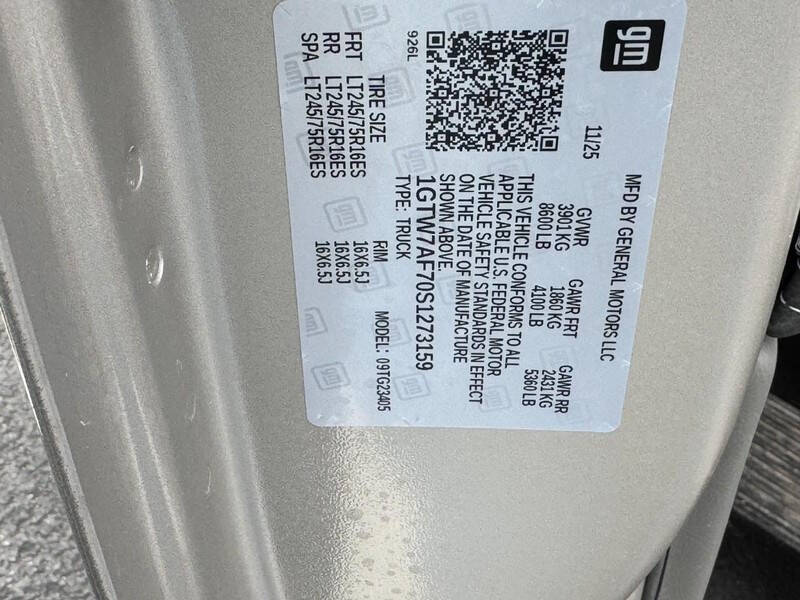 gm
MFD BY GENERAL MOTORS LLC
11/25
GVWR GAWR FRT GAWR RR
3901 KG 1860 KG 2431 KG
8600 LB 4100 LB 5360 LB
THIS VEHICLE CONFORMS TO ALL
APPLICABLE U.S. FEDERAL MOTOR
VEHICLE SAFETY STANDARDS IN EFFECT
ON THE DATE OF MANUFACTURE
SHOWN ABOVE.
1GTW7AF70S1273159
TYPE: TRUCK MODEL: 09TG23405
926L
TIRE SIZE RIM
FRT LT245/75R16ES 16X6.5J
RR LT245/75R16ES 16X6.5J
SPA LT245/75R16ES 16X6.5J